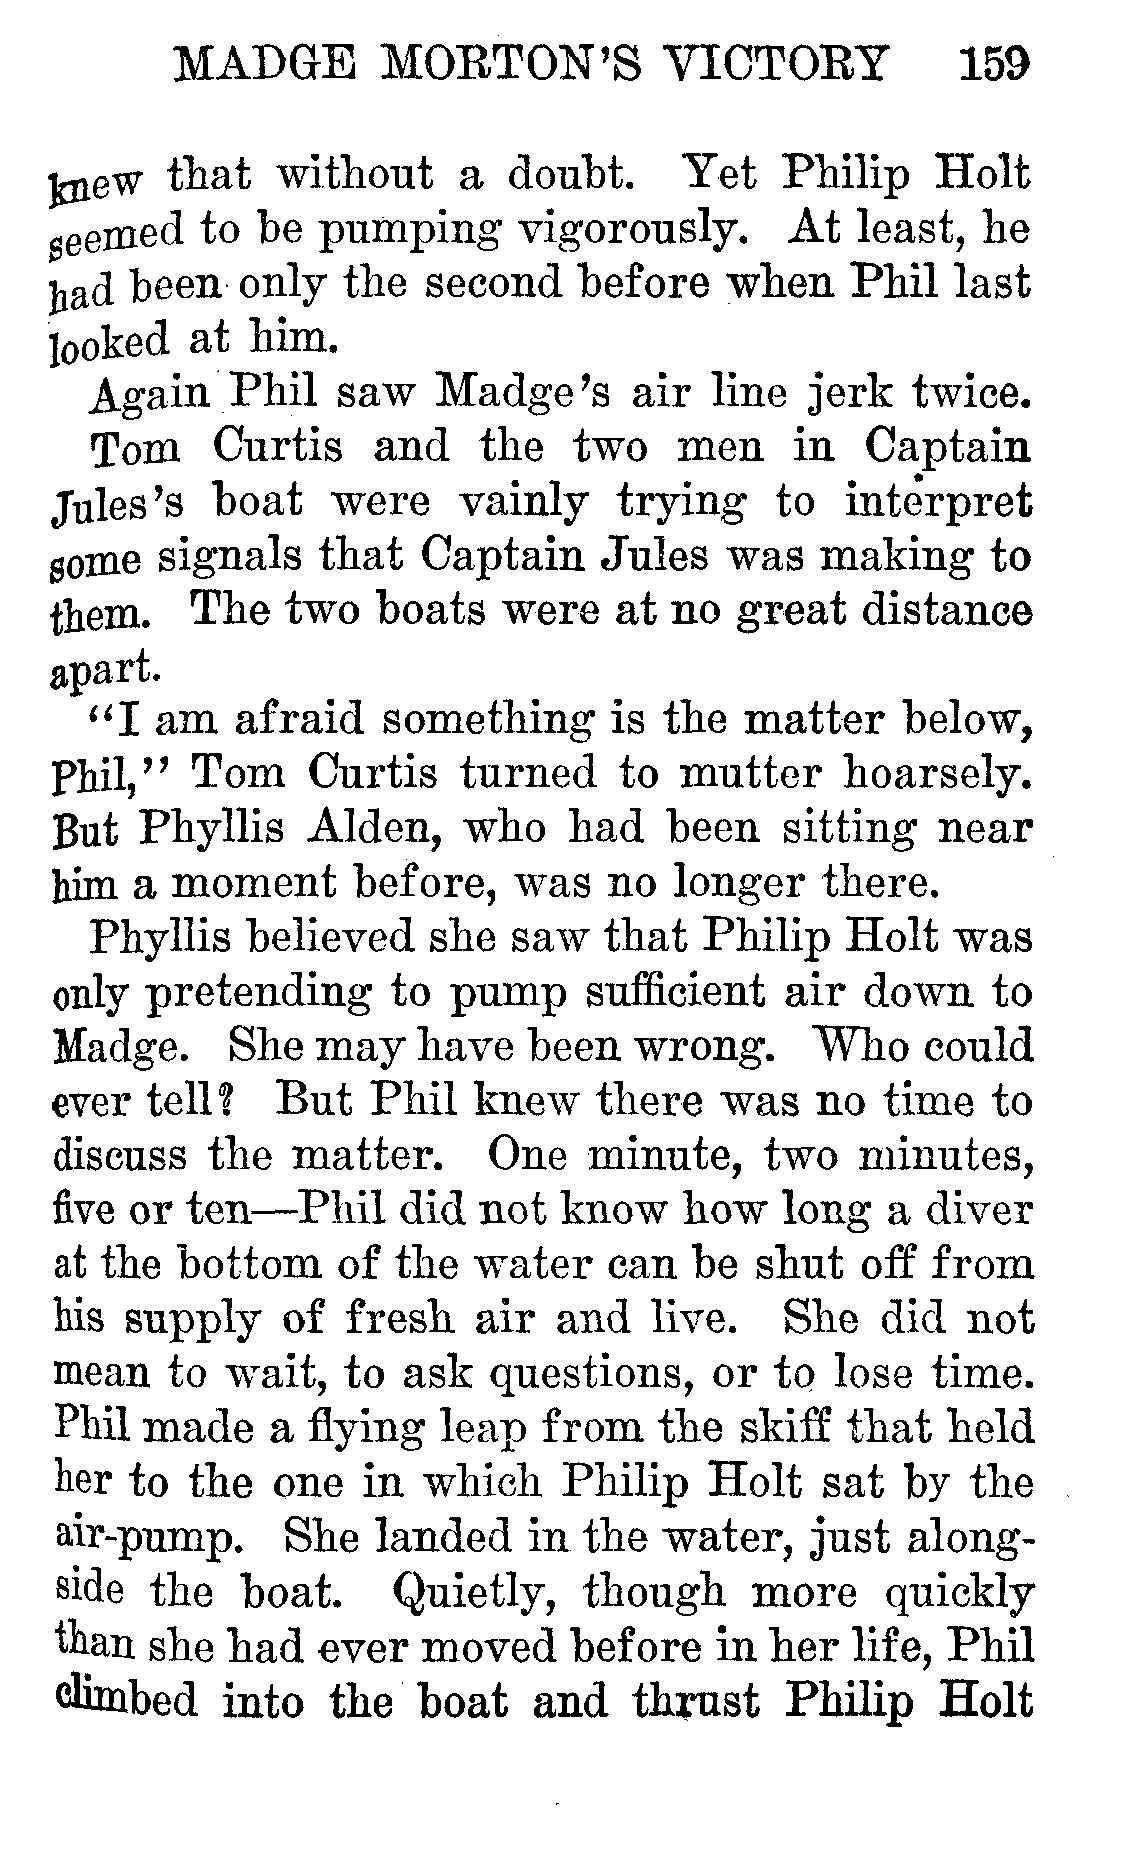 MADGE MORTON'S VICTORY 159
knew that without a doubt. Yet Philip Holt
seemed to be pumping vigorously. At least, he
had been only the second before when Phil last
looked at him.
Again Phil saw Madge's air line jerk twice.
Tom Curtis and the two men in Captain
Jules's boat were vainly trying to interpret
some signals that Captain Jules was making to
them. The two boats were at no great distance
apart.
"I am afraid something is the matter below,
Phil," Tom Curtis turned to mutter hoarsely.
But Phyllis Alden, who had been sitting near
him a moment before, was no longer there.
Phyllis believed she saw that Philip Holt was
only pretending to pump sufficient air down to
Madge. She may have been wrong. Who could
ever tell? But Phil knew there was no time to
discuss the matter. One minute, two minutes,
five or ten—Phil did not know how long a diver
at the bottom of the water can be shut off from
his supply of fresh air and live. She did not
mean to wait, to ask questions, or to lose time.
Phil made a flying leap from the skiff that held
her to the one in which Philip Holt sat by the
air-pump. She landed in the water, just along-
side the boat. Quietly, though more quickly
than she had ever moved before in her life, Phil
climbed into the boat and thrust Philip Holt